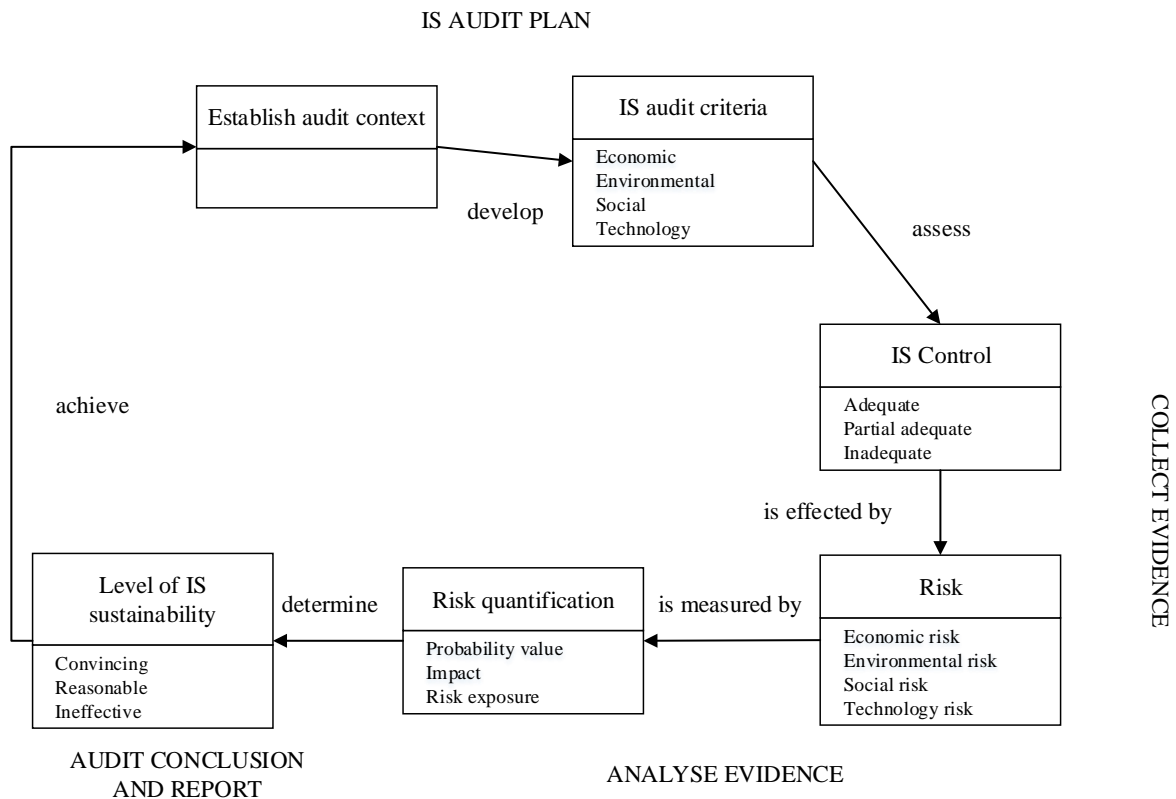 IS AUDIT PLAN
Establish audit context
develop
IS audit criteria
Economic
Environmental
Social
Technology
assess
IS Control
Adequate
Partial adequate
Inadequate
COLLECT EVIDENCE
is effected by
Risk
Economic risk
Environmental risk
Social risk
Technology risk
is measured by
Risk quantification
Probability value
Impact
Risk exposure
ANALYSE EVIDENCE
determine
Level of IS
sustainability
Convincing
Reasonable
Ineffective
AUDIT CONCLUSION
AND REPORT
achieve